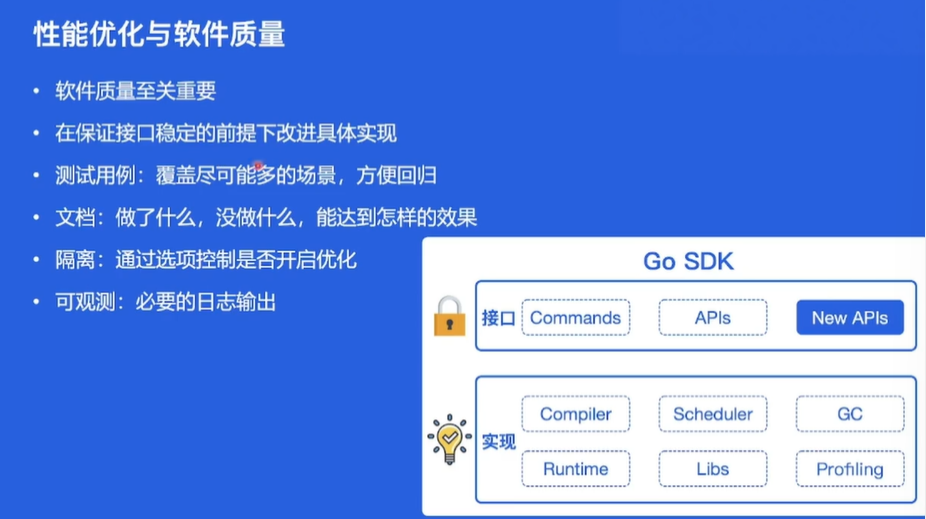 性能优化与软件质量
• 软件质量至关重要
• 在保证接口稳定的前提下改进具体实现
• 测试用例：覆盖尽可能多的场景，方便回归
• 文档：做了什么，没做什么，能达到怎样的效果
• 隔离：通过选项控制是否开启优化
• 可观测：必要的日志输出
Go SDK
接口 Commands APIs New APIs
Compiler Scheduler GC
实现
Runtime Libs Profiling